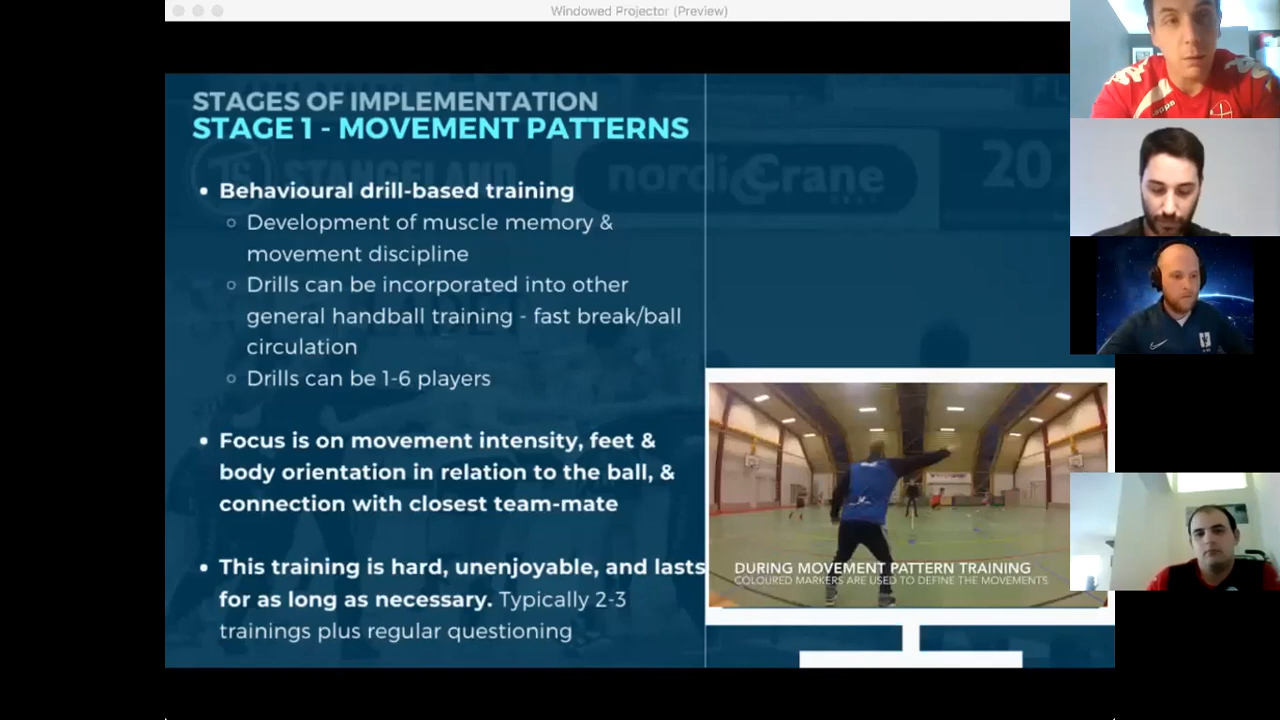 Windowed Projector (Preview)
STAGES OF IMPLEMENTATION
STAGE 1 - MOVEMENT PATTERNS
STANGELAND
nordic Crane
202
• Behavioural drill-based training
Development of muscle memory &
movement discipline
Drills can be incorporated into other
general handball training - fast break/ball
circulation
Drills can be 1-6 players
• Focus is on movement intensity, feet &
body orientation in relation to the ball, &
connection with closest team-mate
• This training is hard, unenjoyable, and lasts
for as long as necessary. Typically 2-3
trainings plus regular questioning
DURING MOVEMENT PATTERN TRAINING
COLOURED MARKERS ARE USED TO DEFINE THE MOVEMENTS
Kappa